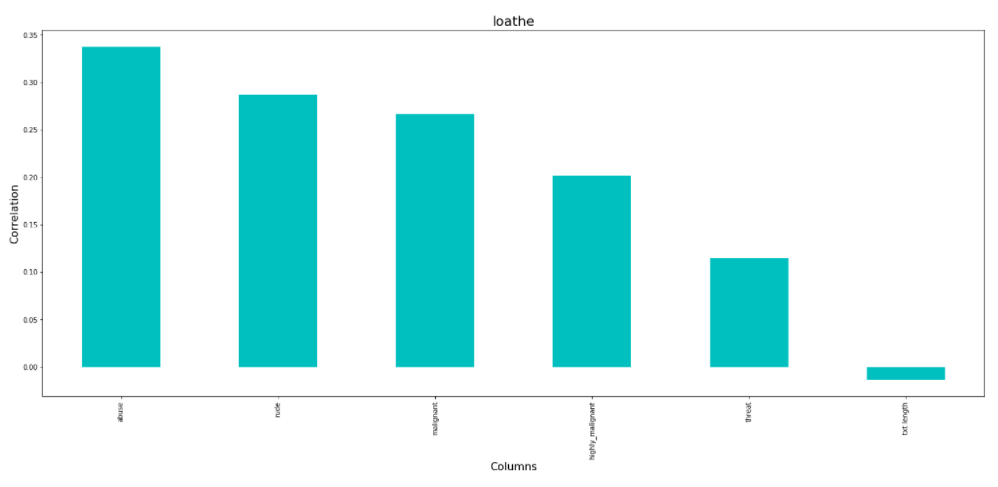 loathe
0.35
0.30
0.25
0.20
0.15
0.10
0.05
0.00
Correlation
abuse
rude
malignant
highly_malignant
threat
txt length
Columns